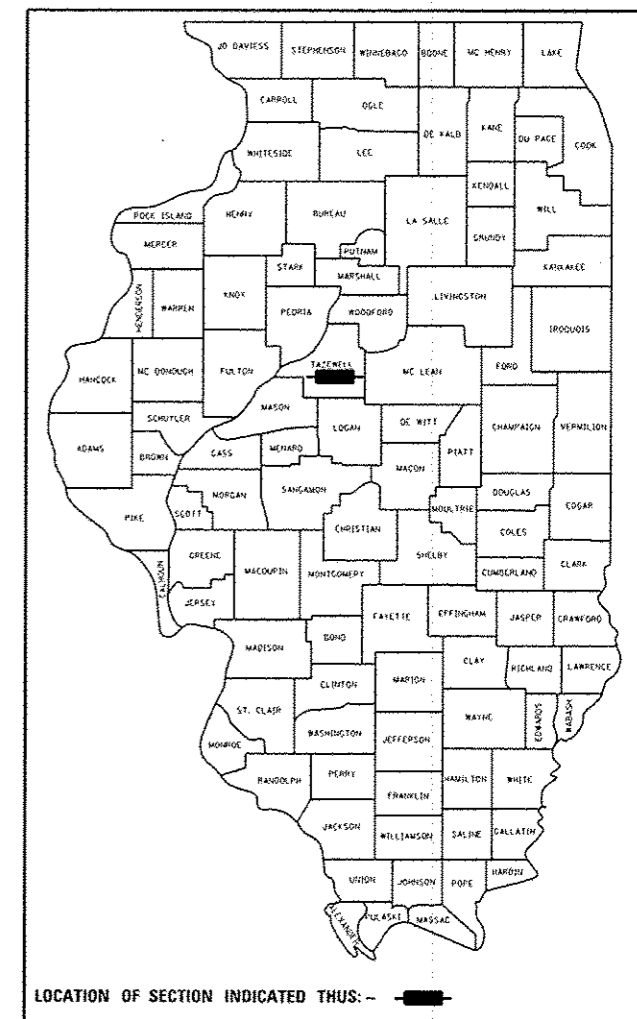 JO DAVIESS STEPHENSON WINNEBAGO BOONE MC HENRY LAKE
CARROLL OGLE DE KALB KANE DU PAGE COOK
WHITESIDE LEE KENDALL WILL
ROCK ISLAND HENRY BUREAU LA SALLE GRUNDY
MERCER PUTNAM KANKAKEE
STARK MARSHALL LIVINGSTON
HENDERSON WARREN KNOX PEORIA WOODFORD IROQUOIS
HANCOCK MC DONOUGH FULTON TAZEWELL MC LEAN FORD
SCHUYLER MASON LOGAN DE WITT CHAMPAIGN VERMILION
ADAMS BROWN CASS MENARD MACON PIATT
PIKE SCOTT MORGAN SANGAMON MOULTRIE DOUGLAS EDGAR
CHRISTIAN COLES
CALHOUN GREENE MACOUPIN MONTGOMERY SHELBY CUMBERLAND CLARK
JERSEY FAYETTE EFFINGHAM JASPER CRAWFORD
MADISON BOND
CLAY RICHLAND LAWRENCE
CLINTON MARION
ST. CLAIR WAYNE EDWARDS WABASH
MONROE WASHINGTON JEFFERSON
RANDOLPH PERRY HAMILTON WHITE
FRANKLIN
JACKSON WILLIAMSON SALINE GALLATIN
UNION JOHNSON POPE HARDIN
ALEXANDER PULASKI MASSAC
LOCATION OF SECTION INDICATED THUS: -